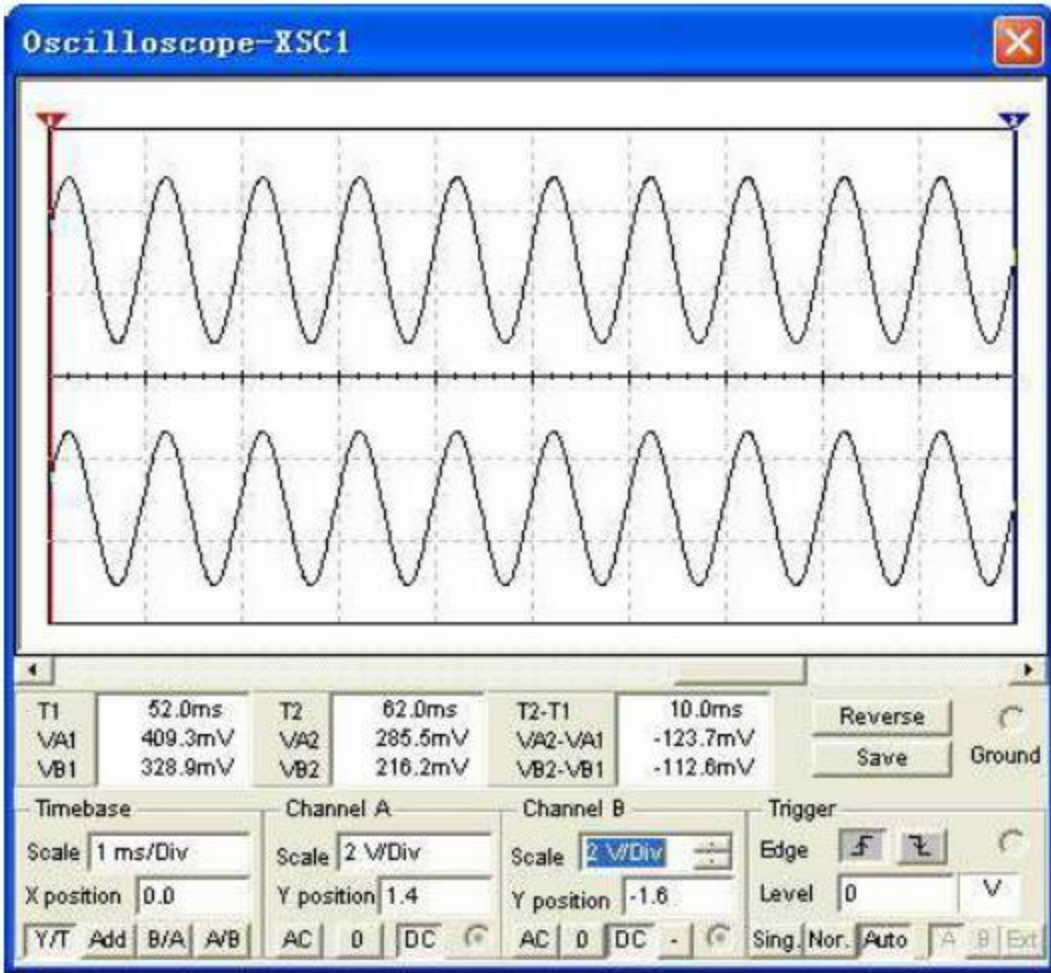 Oscilloscope-XSC1
1 2
T1 52.0ms T2 62.0ms T2-T1 10.0ms Reverse
VA1 409.3mV VA2 285.5mV VA2-VA1 -123.7mV
VB1 328.9mV VB2 216.2mV VB2-VB1 -112.6mV Save Ground
Timebase Channel A Channel B Trigger
Scale 1 ms/Div Scale 2 V/Div Scale 2 V/Div Edge
X position 0.0 Y position 1.4 Y position -1.6 Level 0 V
Y/T Add B/A A/B AC 0 DC AC 0 DC - Sing. Nor. Auto A B Ext